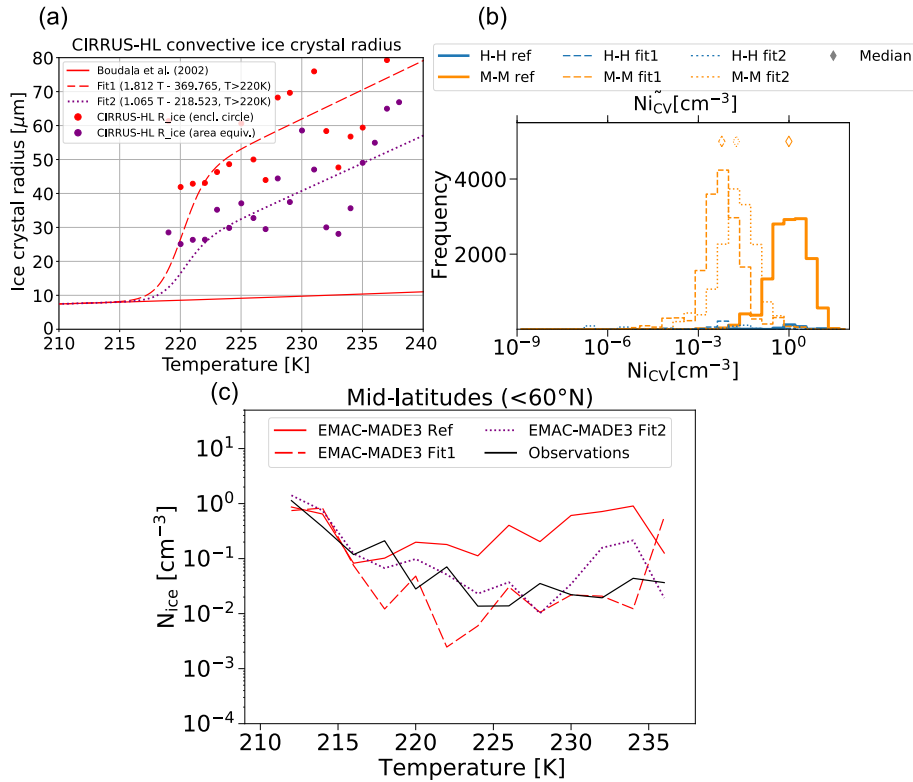 (a)
CIRRUS-HL convective ice crystal radius
Boudala et al. (2002)
Fit1 (1.812 T - 369.765, T>220K)
Fit2 (1.065 T - 218.523, T>220K)
CIRRUS-HL R_ice (encl. circle)
CIRRUS-HL R_ice (area equiv.)
80
70
60
50
40
30
20
10
0
Ice crystal radius [μm]
210 215 220 225 230 235 240
Temperature [K]
(b)
H-H ref H-H fit1 H-H fit2 Median
M-M ref M-M fit1 M-M fit2
Ni~CV[cm−3]
4000
2000
Frequency
10−9 10−6 10−3 100
NiCV[cm−3]
(c)
Mid-latitudes (<60°N)
EMAC-MADE3 Ref EMAC-MADE3 Fit2
EMAC-MADE3 Fit1 Observations
101
100
10−1
10−2
10−3
10−4
Nice [cm−3]
210 215 220 225 230 235
Temperature [K]